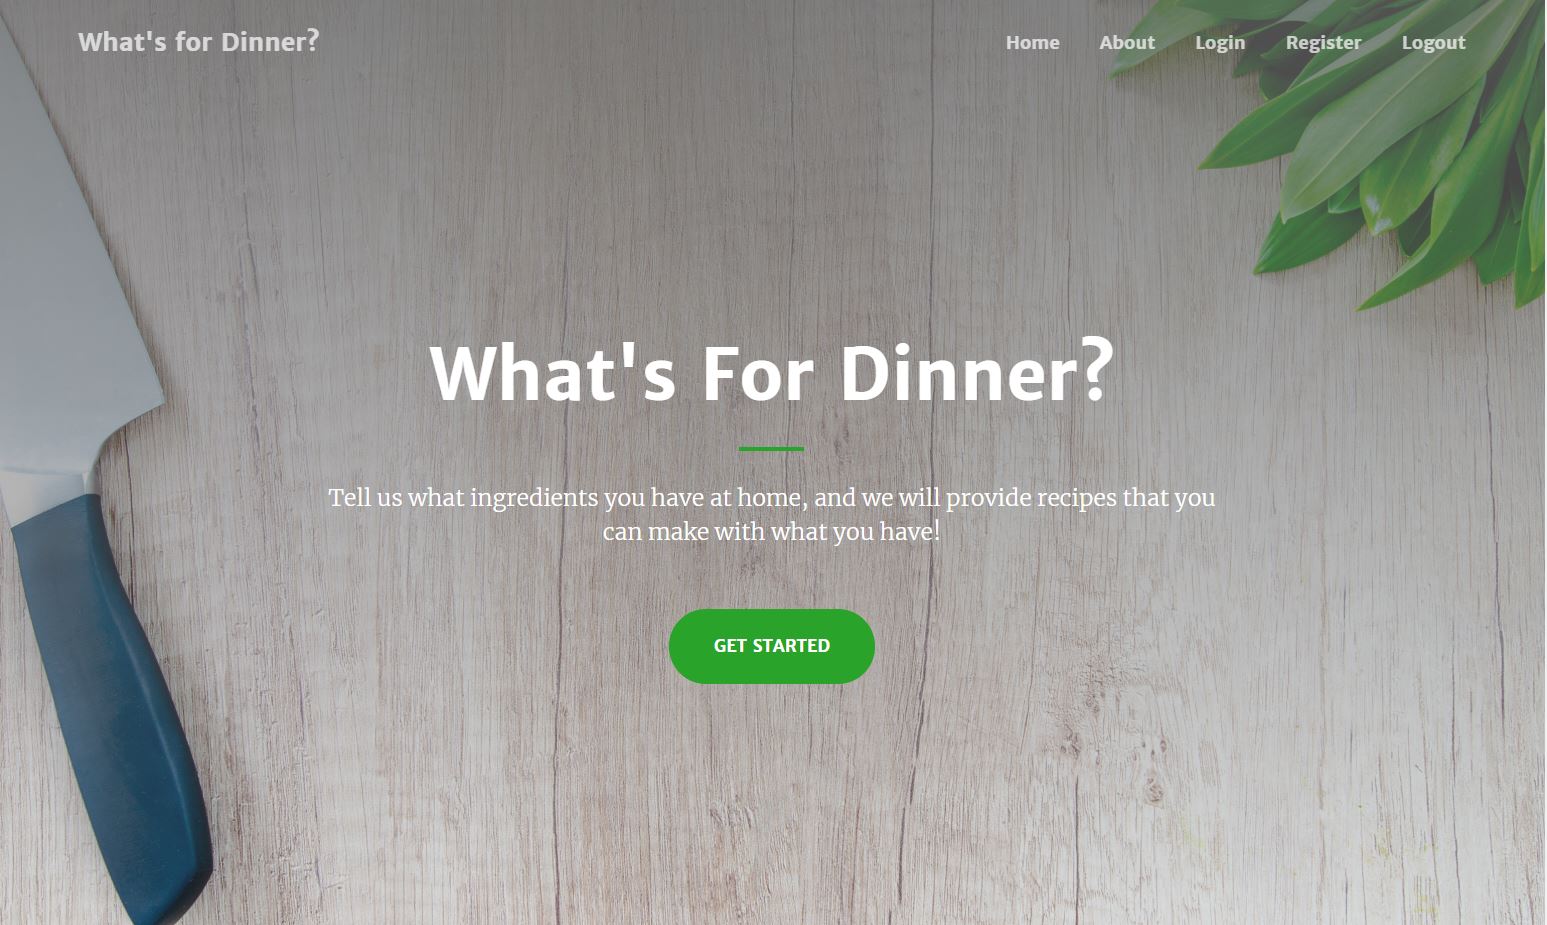 What's for Dinner?
Home About Login Register Logout
What's For Dinner?
Tell us what ingredients you have at home, and we will provide recipes that you
can make with what you have!
GET STARTED